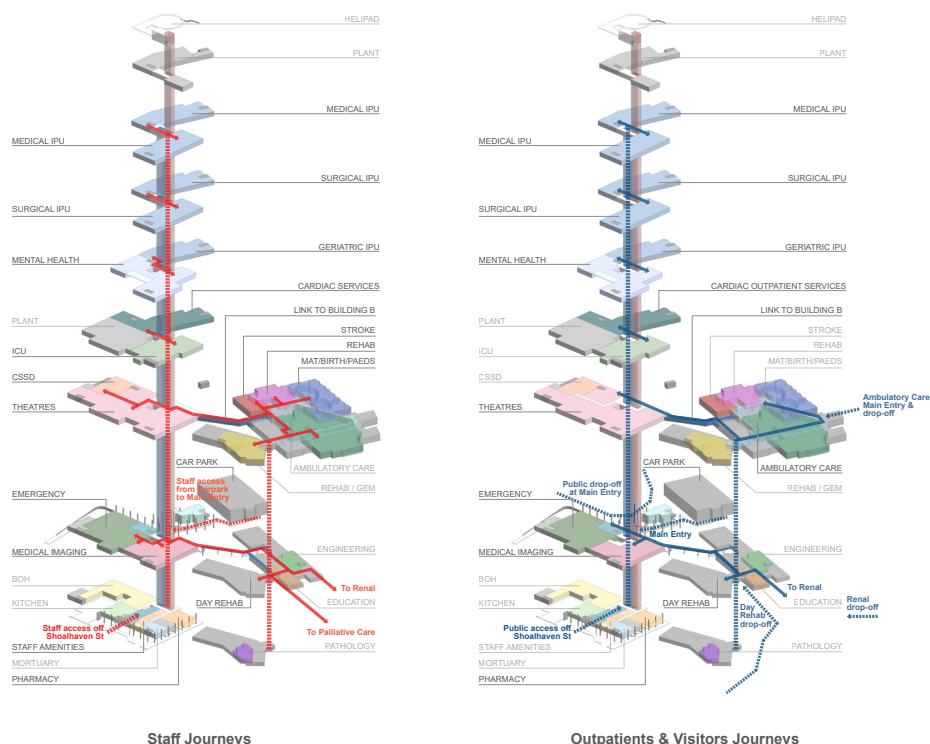 HELIPAD
PLANT
MEDICAL IPU
MEDICAL IPU
SURGICAL IPU
SURGICAL IPU
GERIATRIC IPU
MENTAL HEALTH
CARDIAC SERVICES
LINK TO BUILDING B
PLANT
STROKE
REHAB
ICU
MAT/BIRTH/PAEDS
CSSD
THEATRES
CAR PARK
AMBULATORY CARE
Staff access
from Carpark
to Main Entry
REHAB / GEM
EMERGENCY
MEDICAL IMAGING
ENGINEERING
BOH
To Renal
KITCHEN
DAY REHAB
EDUCATION
Staff access off
Shoalhaven St
To Palliative Care
STAFF AMENITIES
PATHOLOGY
MORTUARY
PHARMACY
Staff Journeys
HELIPAD
PLANT
MEDICAL IPU
MEDICAL IPU
SURGICAL IPU
SURGICAL IPU
GERIATRIC IPU
MENTAL HEALTH
CARDIAC OUTPATIENT SERVICES
LINK TO BUILDING B
PLANT
STROKE
REHAB
ICU
MAT/BIRTH/PAEDS
CSSD
Ambulatory Care
Main Entry &
drop-off
THEATRES
CAR PARK
AMBULATORY CARE
Public drop-off
at Main Entry
REHAB / GEM
EMERGENCY
Main Entry
MEDICAL IMAGING
ENGINEERING
BOH
To Renal
KITCHEN
DAY REHAB
EDUCATION
Renal
drop-off
Day
Rehab
drop-off
Public access off
Shoalhaven St
STAFF AMENITIES
PATHOLOGY
MORTUARY
PHARMACY
Outpatients & Visitors Journeys